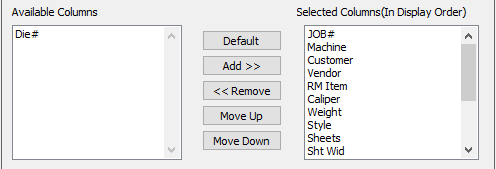 Available Columns
Die#
Default
Add >>
<< Remove
Move Up
Move Down
Selected Columns(In Display Order)
JOB#
Machine
Customer
Vendor
RM Item
Caliper
Weight
Style
Sheets
Sht Wid